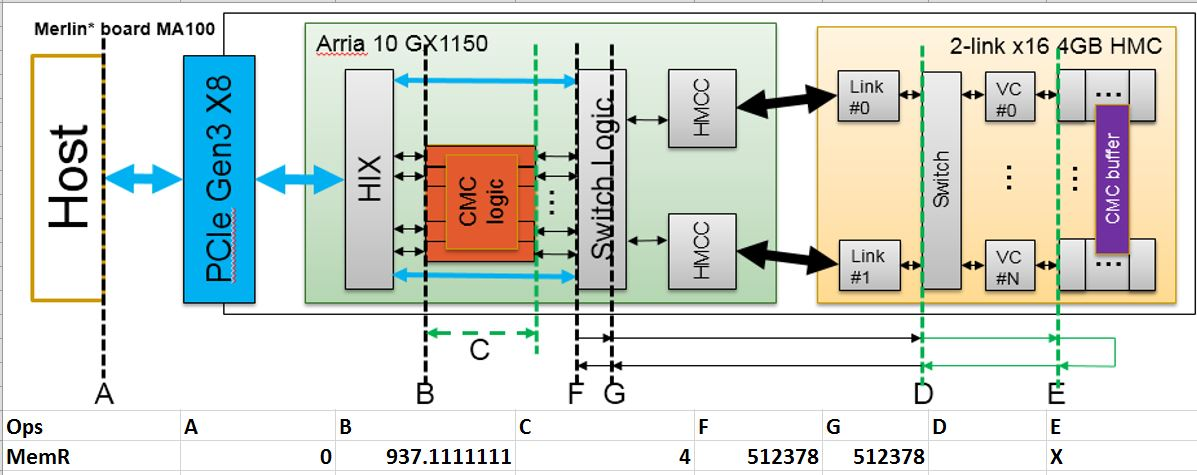 Merlin* board MA100
Host
PCIe Gen3 X8
Arria 10 GX1150
HIX
CMC
logic
...
Switch Logic
HMCC
HMCC
2-link x16 4GB HMC
Link
#0
Link
#1
Switch
VC
#0
...
VC
#N
...
...
CMC buffer
...
C
A B F G D E
Ops A B C F G D E
MemR 0 937.1111111 4 512378 512378 X